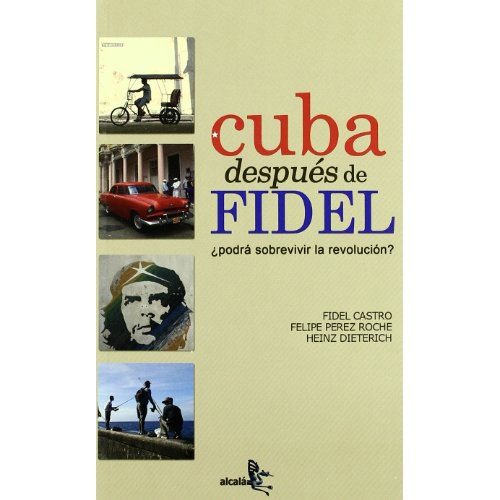 cuba
después de
FIDEL
¿podrá sobrevivir la revolución?
FIDEL CASTRO
FELIPE PEREZ ROCHE
HEINZ DIETERICH
alcalá